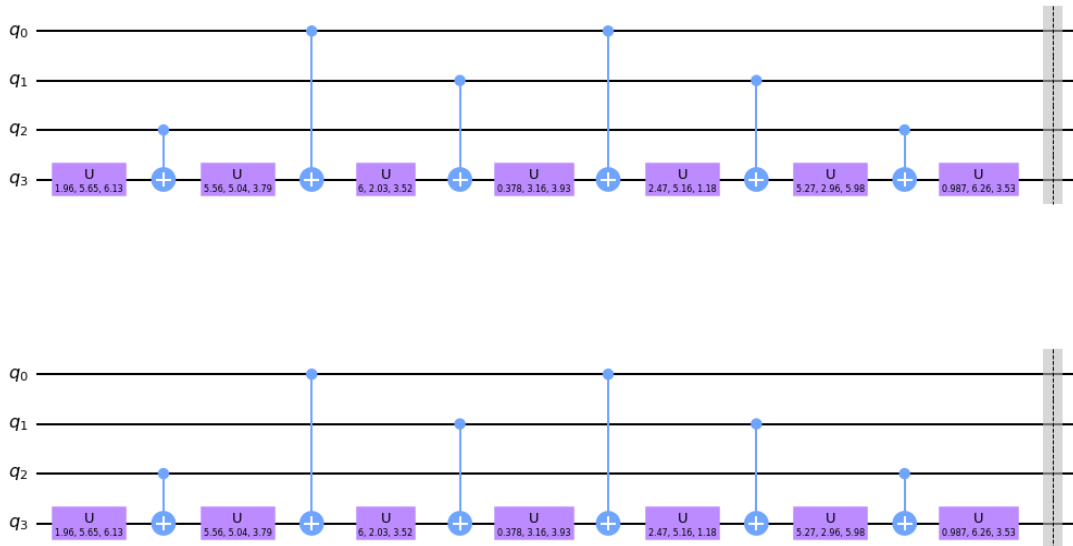 q0
q1
q2
q3 U U U U U U U
1.96, 5.65, 6.13 5.56, 5.04, 3.79 6, 2.03, 3.52 0.378, 3.16, 3.93 2.47, 5.16, 1.18 5.27, 2.96, 5.98 0.987, 6.26, 3.53
q0
q1
q2
q3 U U U U U U U
1.96, 5.65, 6.13 5.56, 5.04, 3.79 6, 2.03, 3.52 0.378, 3.16, 3.93 2.47, 5.16, 1.18 5.27, 2.96, 5.98 0.987, 6.26, 3.53